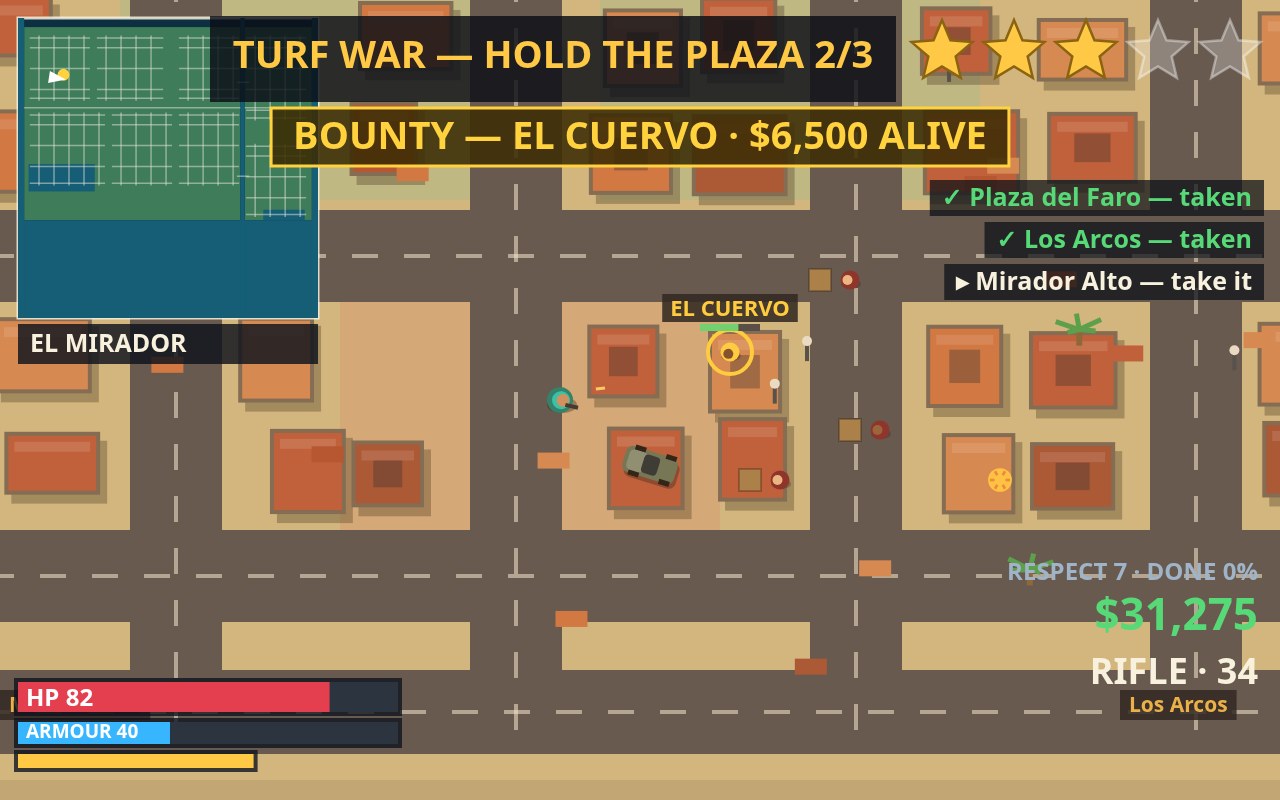 TURF WAR — HOLD THE PLAZA 2/3
BOUNTY — EL CUERVO · $6,500 ALIVE
✓ Plaza del Faro — taken
✓ Los Arcos — taken
▸ Mirador Alto — take it
EL CUERVO
EL MIRADOR
RESPECT 7 · DONE 0%
$31,275
RIFLE · 34
Los Arcos
HP 82
ARMOUR 40